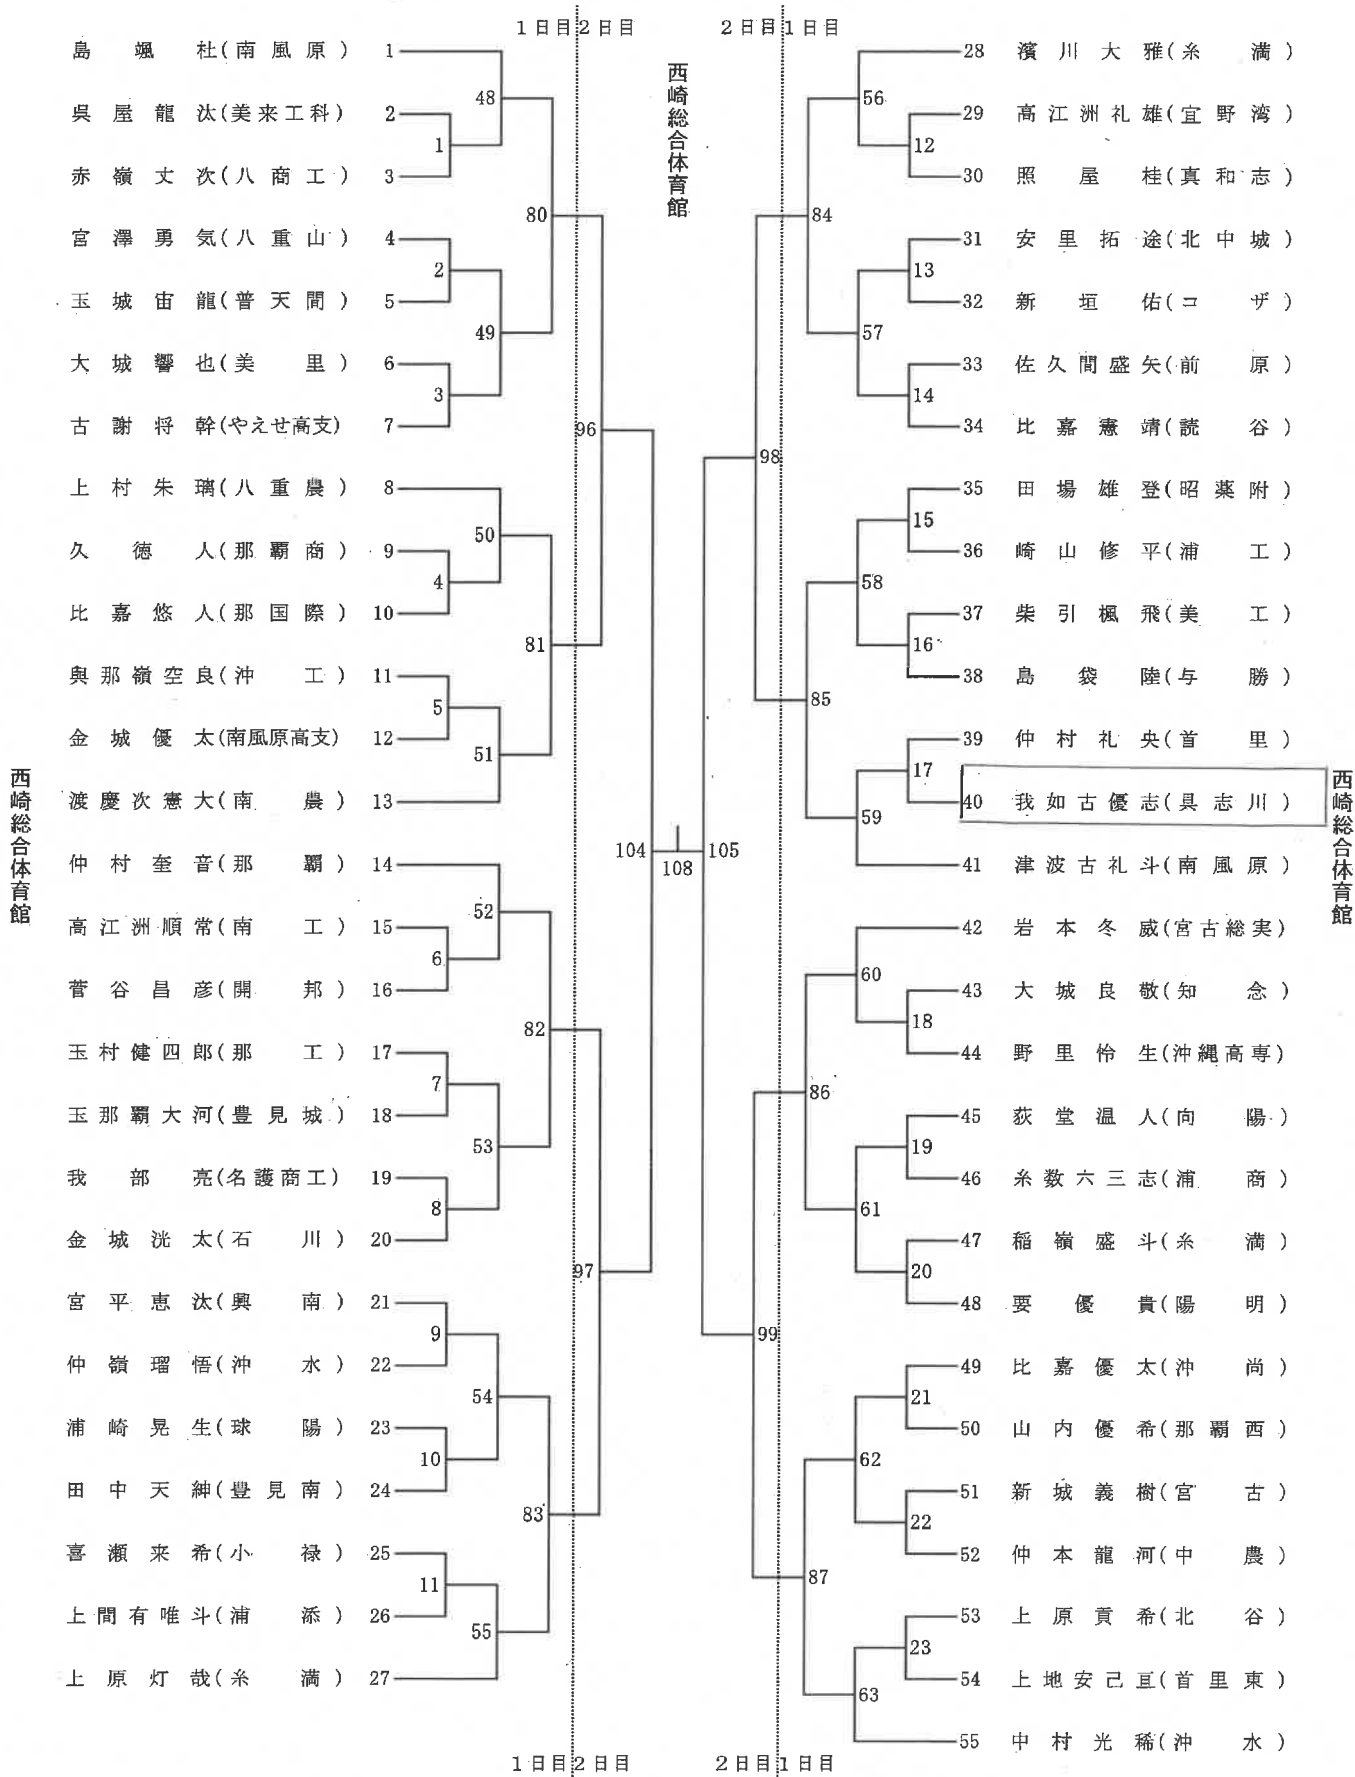 1日目 2日目
2日目 1日目
西崎総合体育館
西崎総合体育館
西崎総合体育館
島 颯 杜(南風原) 1
呉屋龍汰(美来工科) 2
赤嶺丈次(八商工) 3
宮澤勇気(八重山) 4
玉城宙龍(普天間) 5
大城響也(美里) 6
古謝将幹(やえせ高支) 7
上村朱璃(八重農) 8
久 徳 人(那覇商) 9
比嘉悠人(那国際) 10
與那嶺空良(沖工) 11
金城優太(南風原高支) 12
渡慶次憲大(南農) 13
仲村奎音(那覇) 14
高江洲順常(南工) 15
菅谷昌彦(開邦) 16
玉村健四郎(那工) 17
玉那覇大河(豊見城) 18
我 部 亮(名護商工) 19
金城洸太(石川) 20
宮平恵汰(興南) 21
仲嶺瑠悟(沖水) 22
浦崎晃生(球陽) 23
田中天紳(豊見南) 24
喜瀬来希(小禄) 25
上間有唯斗(浦添) 26
上原灯哉(糸満) 27
1
2
3
4
5
6
7
8
9
10
11
48
49
50
51
52
53
54
55
80
81
82
83
96
97
104
108
105
98
99
84
85
86
87
56
57
58
59
60
61
62
63
12
13
14
15
16
17
18
19
20
21
22
23
28 濱川大雅(糸満)
29 高江洲礼雄(宜野湾)
30 照 屋 桂(真和志)
31 安里拓途(北中城)
32 新 垣 佑(コザ)
33 佐久間盛矢(前原)
34 比嘉憲靖(読谷)
35 田場雄登(昭薬附)
36 崎山修平(浦工)
37 柴引楓飛(美工)
38 島 袋 陸(与勝)
39 仲村礼央(首里)
40 我如古優志(具志川)
41 津波古礼斗(南風原)
42 岩本冬威(宮古総実)
43 大城良敬(知念)
44 野里怜生(沖縄高専)
45 荻堂温人(向陽)
46 糸数六三志(浦商)
47 稲嶺盛斗(糸満)
48 要 優 貴(陽明)
49 比嘉優太(沖尚)
50 山内優希(那覇西)
51 新城義樹(宮古)
52 仲本龍河(中農)
53 上原貢希(北谷)
54 上地安己亘(首里東)
55 中村光稀(沖水)
1日目 2日目
2日目 1日目